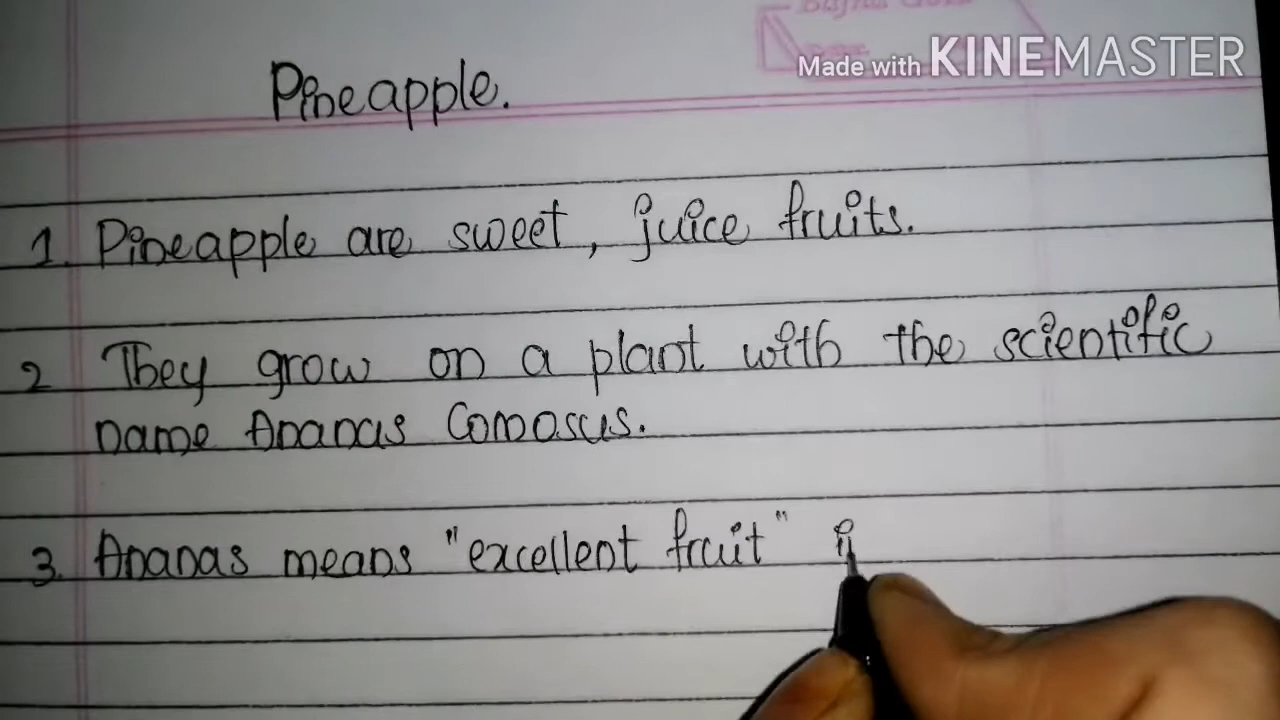 Made with KINEMASTER
Pineapple.
1. Pineapple are sweet, juice fruits.
2 They grow on a plant with the scientific
name Ananas Comosus.
3. Ananas means "excellent fruit" i